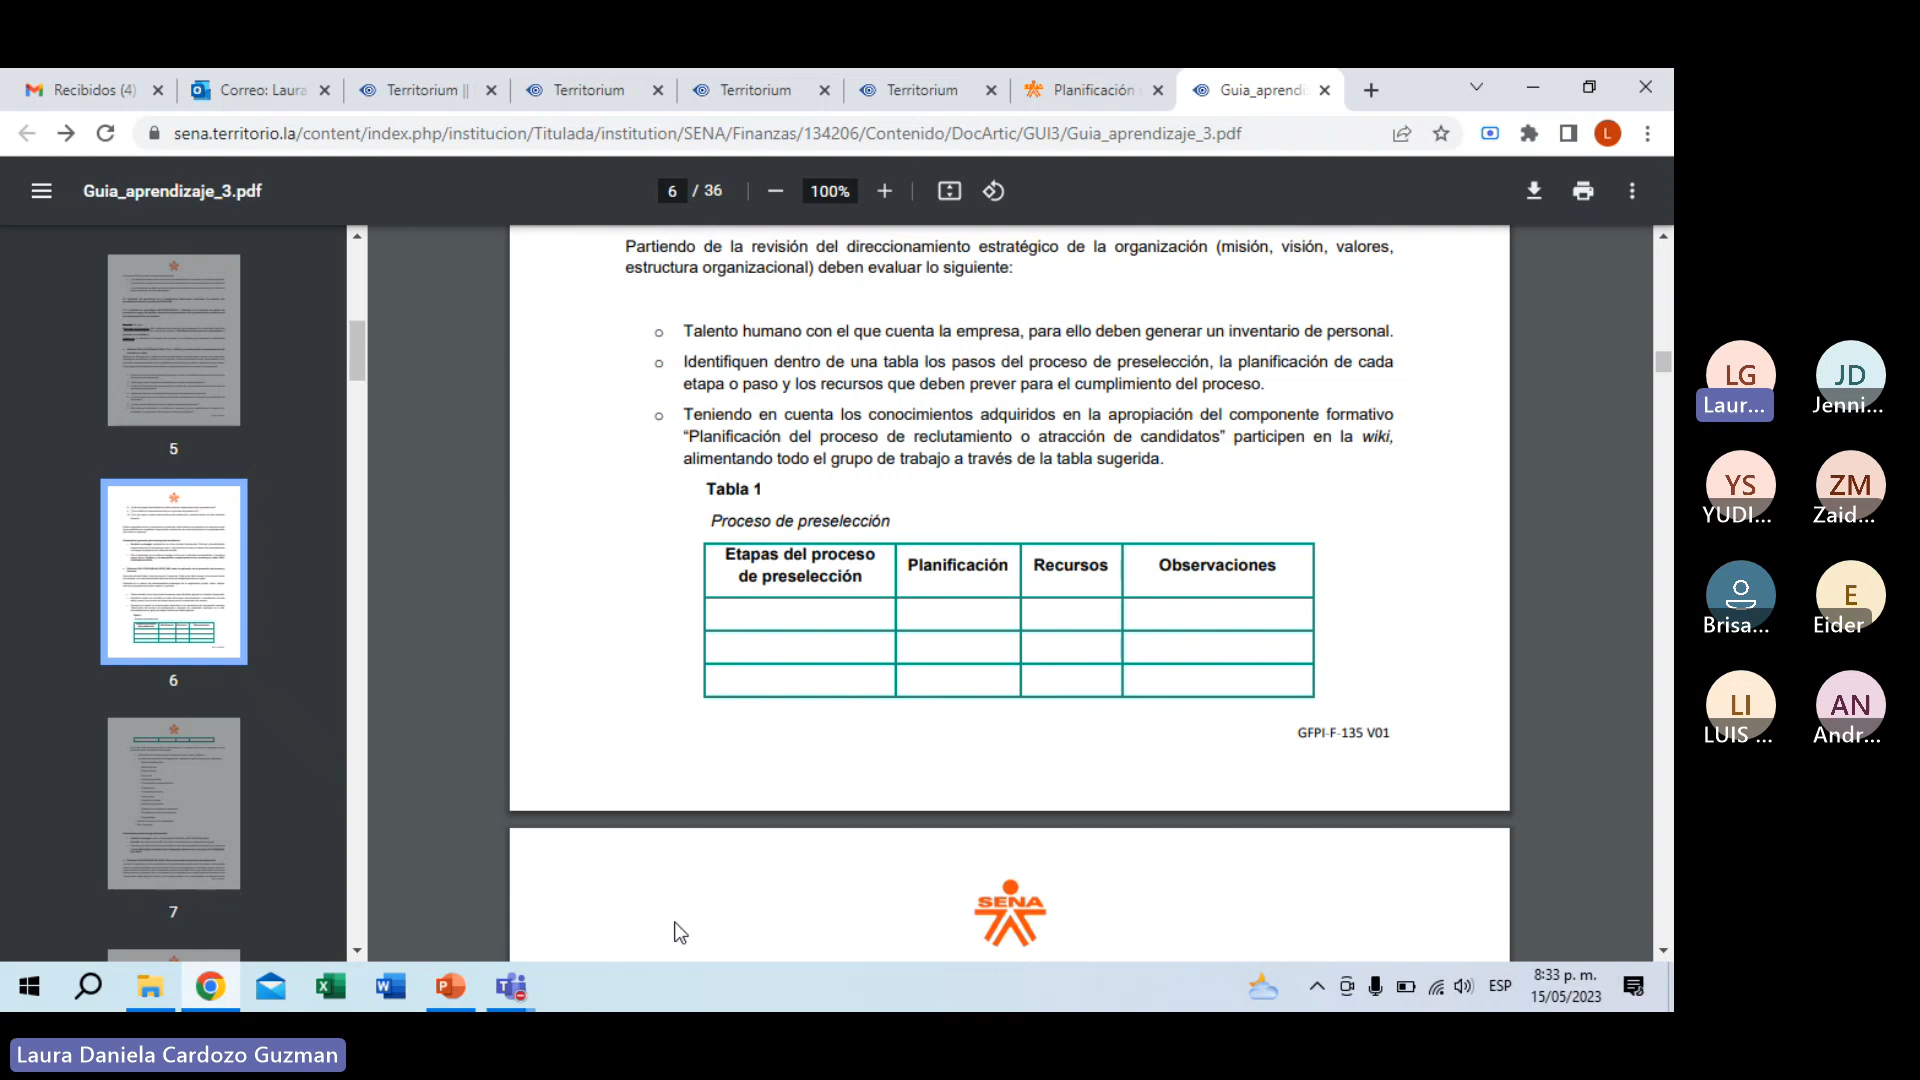 Recibidos (4)
Correo: Laura
Territorium ||
Territorium
Territorium
Territorium
Planificación
Guia_aprendi
sena.territorio.la/content/index.php/institucion/Titulada/institution/SENA/Finanzas/134206/Contenido/DocArtic/GUI3/Guia_aprendizaje_3.pdf
L
Guia_aprendizaje_3.pdf
6 / 36
100%
Partiendo de la revisión del direccionamiento estratégico de la organización (misión, visión, valores,
estructura organizacional) deben evaluar lo siguiente:
o Talento humano con el que cuenta la empresa, para ello deben generar un inventario de personal.
o Identifiquen dentro de una tabla los pasos del proceso de preselección, la planificación de cada
etapa o paso y los recursos que deben prever para el cumplimiento del proceso.
o Teniendo en cuenta los conocimientos adquiridos en la apropiación del componente formativo
“Planificación del proceso de reclutamiento o atracción de candidatos” participen en la wiki,
alimentando todo el grupo de trabajo a través de la tabla sugerida.
Tabla 1
Proceso de preselección
Etapas del proceso
de preselección
Planificación
Recursos
Observaciones
GFPI-F-135 V01
SENA
5
6
7
LG
Laur...
JD
Jenni...
YS
YUDI...
ZM
Zaid...
Brisa...
E
Eider
LI
LUIS ...
AN
Andr...
ESP
8:33 p. m.
15/05/2023
Laura Daniela Cardozo Guzman